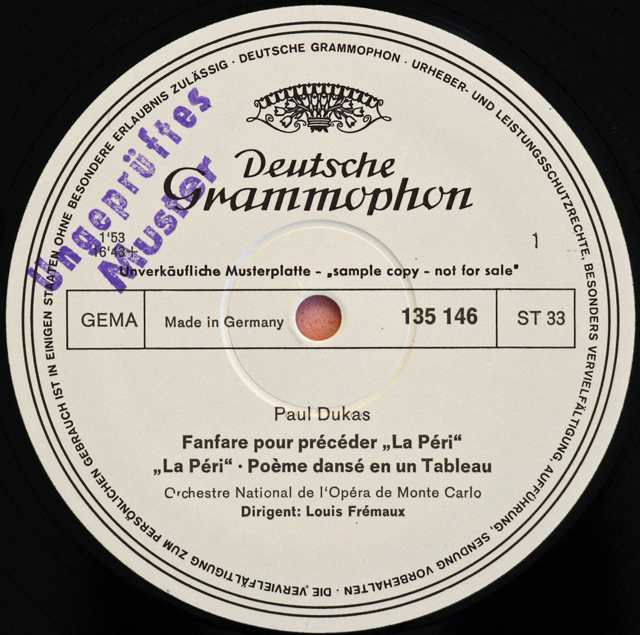 DEUTSCHE GRAMMOPHON · URHEBER- UND LEISTUNGSSCHUTZRECHTE, BESONDERS VERVIELFÄLTIGUNG, AUFFÜHRUNG, SENDUNG VORBEHALTEN · DIE VERVIELFÄLTIGUNG ZUM PERSÖNLICHEN GEBRAUCH IST IN EINIGEN STAATEN OHNE BESONDERE ERLAUBNIS ZULÄSSIG ·
Ungeprüftes
Muster
Deutsche
Grammophon
1'53
16'43+
1
Unverkäufliche Musterplatte - „sample copy - not for sale"
GEMA
Made in Germany
135 146
ST 33
Paul Dukas
Fanfare pour précéder „La Péri“
„La Péri“ · Poème dansé en un Tableau
Orchestre National de l'Opéra de Monte Carlo
Dirigent: Louis Frémaux